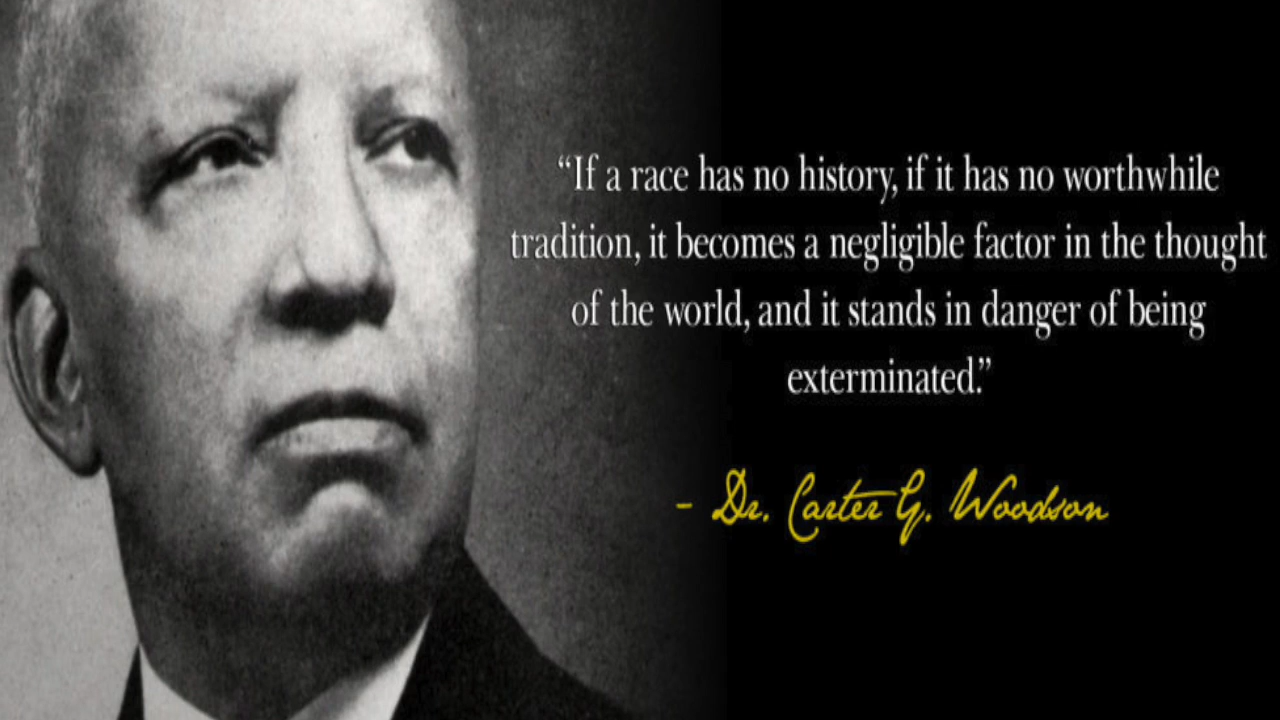 “If a race has no history, if it has no worthwhile
tradition, it becomes a negligible factor in the thought
of the world, and it stands in danger of being
exterminated.”
- Dr. Carter G. Woodson